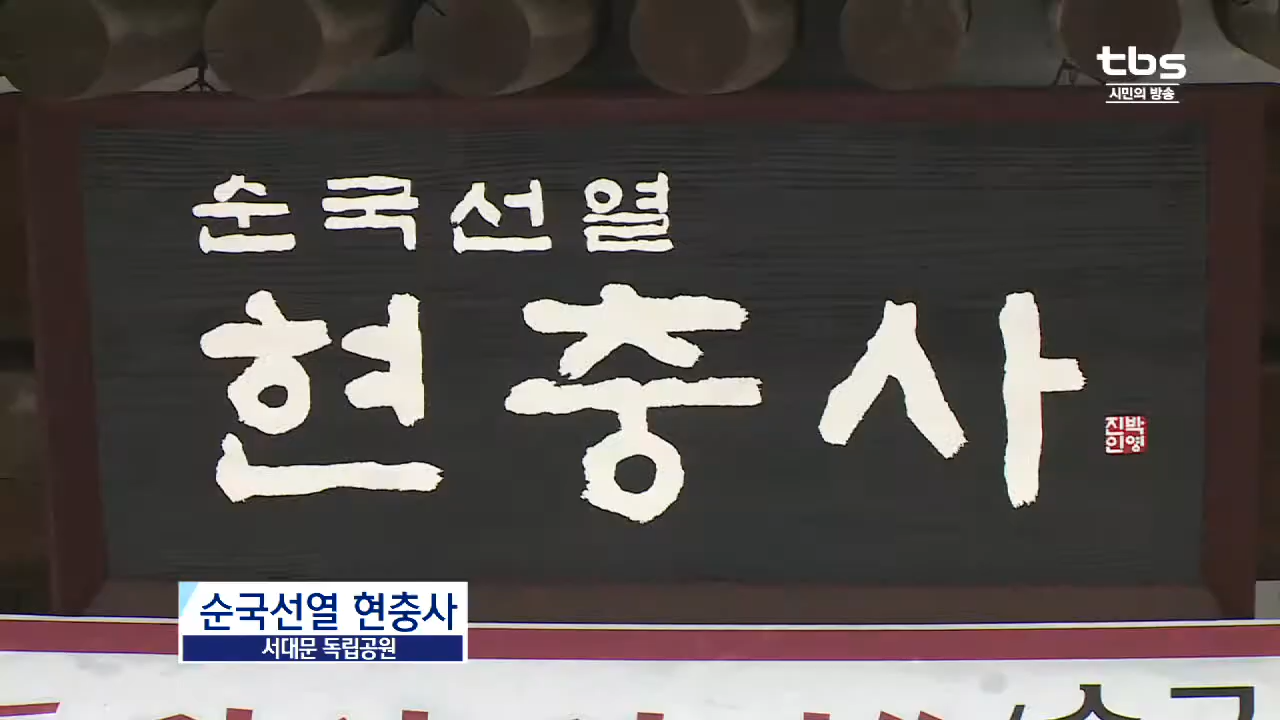 tbs
시민의 방송
순국선열
현충사
진박
인영
순국선열 현충사
서대문 독립공원